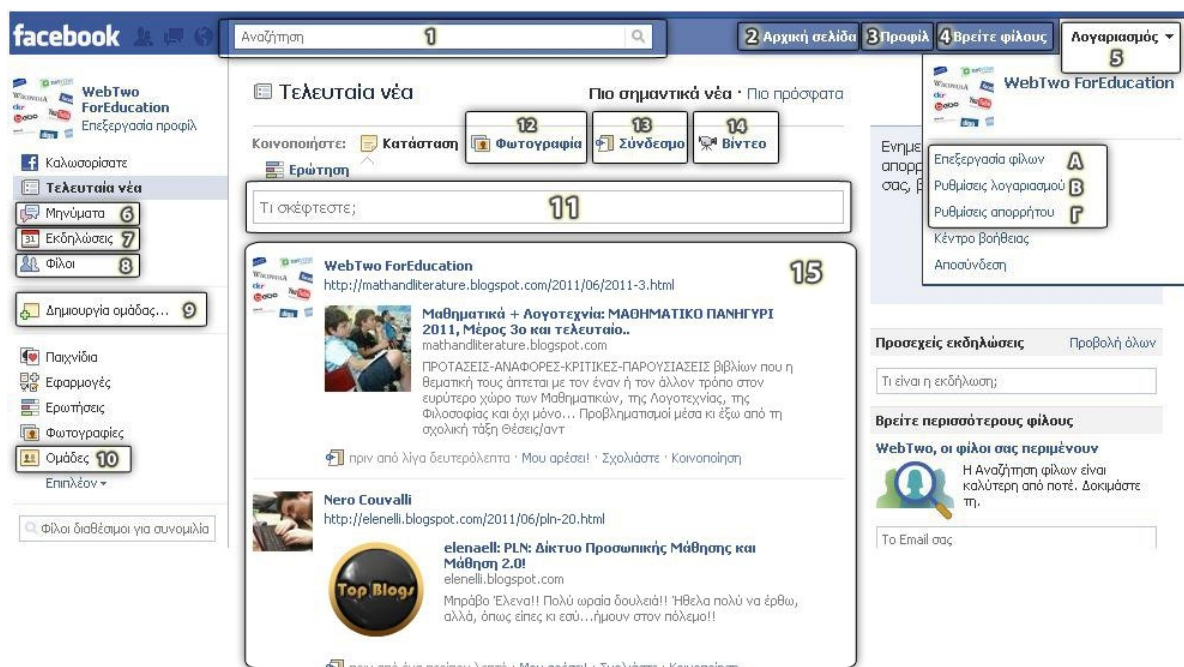 facebook
Αναζήτηση 1
2 Αρχική σελίδα 3 Προφίλ 4 Βρείτε φίλους Λογαριασμός
5
WebTwo
ForEducation
Επεξεργασία προφίλ
Καλωσορίσατε
Τελευταία νέα
Μηνύματα 6
31 Εκδηλώσεις 7
Φίλοι 8
Δημιουργία ομάδας... 9
Παιχνίδια
Εφαρμογές
Ερωτήσεις
Φωτογραφίες
Ομάδες 10
Επιπλέον
Φίλοι διαθέσιμοι για συνομιλία
Τελευταία νέα
Πιο σημαντικά νέα · Πιο πρόσφατα
12 13 14
Κοινοποιήστε: Κατάσταση Φωτογραφία Σύνδεσμο Βίντεο
Ερώτηση
Τι σκέφτεστε; 11
15
WebTwo ForEducation
http://mathandliterature.blogspot.com/2011/06/2011-3.html
Μαθηματικά + Λογοτεχνία: ΜΑΘΗΜΑΤΙΚΟ ΠΑΝΗΓΥΡΙ
2011, Μέρος 3ο και τελευταίο..
mathandliterature.blogspot.com
ΠΡΟΤΑΣΕΙΣ-ΑΝΑΦΟΡΕΣ-ΚΡΙΤΙΚΕΣ-ΠΑΡΟΥΣΙΑΣΕΙΣ βιβλίων που η
θεματική τους άπτεται με τον έναν ή τον άλλον τρόπο στον
ευρύτερο χώρο των Μαθηματικών, της Λογοτεχνίας, της
Φιλοσοφίας και όχι μόνο... Προβληματισμοί μέσα κι έξω από τη
σχολική τάξη Θέσεις/αντ
πριν από λίγα δευτερόλεπτα · Μου αρέσει! · Σχολιάστε · Κοινοποίηση
Nero Couvalli
http://elenelli.blogspot.com/2011/06/pln-20.html
Top Blogs
elenaell: PLN: Δίκτυο Προσωπικής Μάθησης και
Μάθηση 2.0!
elenelli.blogspot.com
Μπράβο Έλενα!! Πολύ ωραία δουλειά!! Ήθελα πολύ να έρθω,
αλλά, όπως είπες κι εσύ...ήμουν στον πόλεμο!!
WebTwo ForEducation
Επεξεργασία φίλων Α
Ρυθμίσεις λογαριασμού Β
Ρυθμίσεις απορρήτου Γ
Κέντρο βοήθειας
Αποσύνδεση
Ενημε
απορρ
σας, β
Προσεχείς εκδηλώσεις Προβολή όλων
Τι είναι η εκδήλωση;
Βρείτε περισσότερους φίλους
WebTwo, οι φίλοι σας περιμένουν
Η Αναζήτηση φίλων είναι
καλύτερη από ποτέ. Δοκιμάστε
τη.
Το Email σας